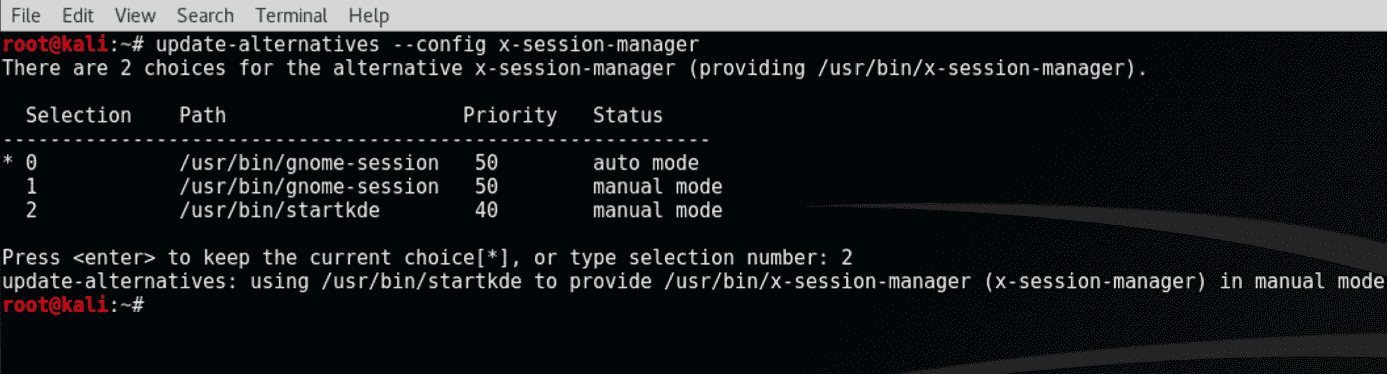 File Edit View Search Terminal Help
root@kali:~# update-alternatives --config x-session-manager
There are 2 choices for the alternative x-session-manager (providing /usr/bin/x-session-manager).
  Selection    Path                    Priority   Status
------------------------------------------------------------
* 0            /usr/bin/gnome-session   50        auto mode
  1            /usr/bin/gnome-session   50        manual mode
  2            /usr/bin/startkde        40        manual mode
Press <enter> to keep the current choice[*], or type selection number: 2
update-alternatives: using /usr/bin/startkde to provide /usr/bin/x-session-manager (x-session-manager) in manual mode
root@kali:~#